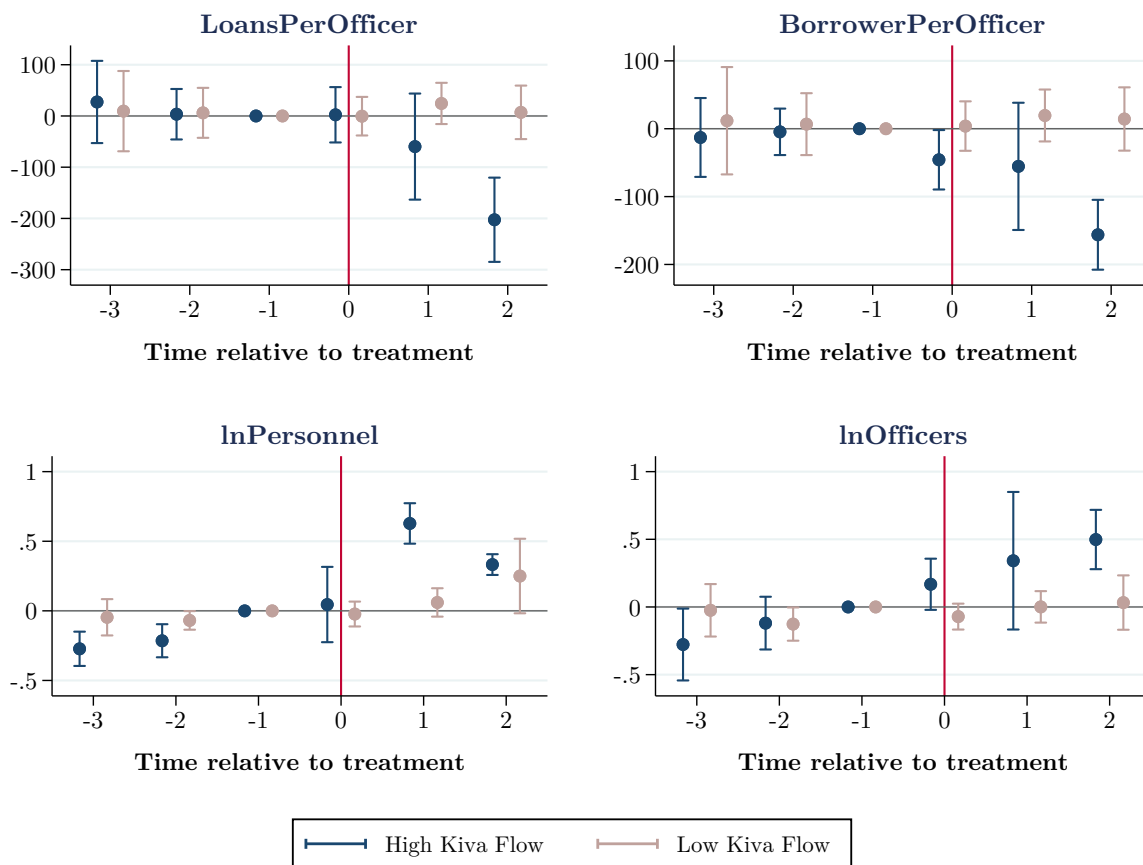 LoansPerOfficer
100
0
-100
-200
-300
-3 -2 -1 0 1 2
Time relative to treatment
BorrowerPerOfficer
100
0
-100
-200
-3 -2 -1 0 1 2
Time relative to treatment
lnPersonnel
1
.5
0
-.5
-3 -2 -1 0 1 2
Time relative to treatment
lnOfficers
1
.5
0
-.5
-3 -2 -1 0 1 2
Time relative to treatment
High Kiva Flow Low Kiva Flow